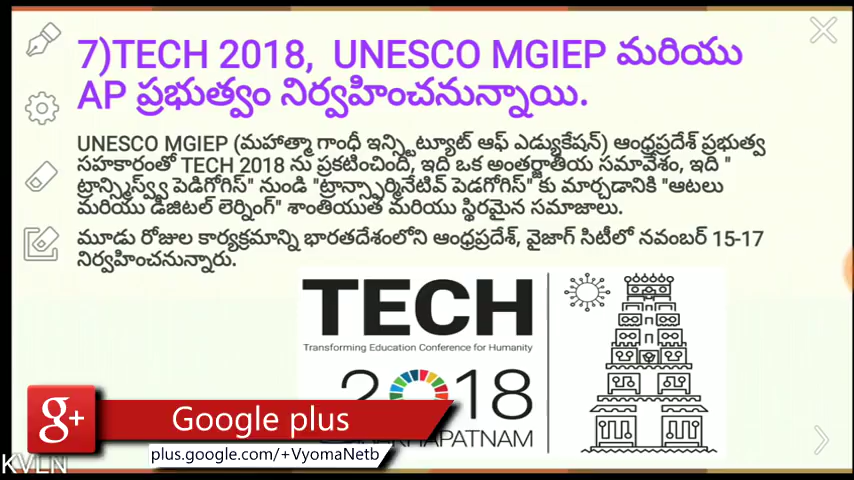 7)TECH 2018, UNESCO MGIEP మరియు
AP ప్రభుత్వం నిర్వహించనున్నాయి.
UNESCO MGIEP (మహాత్మా గాంధీ ఇన్స్టిట్యూట్ ఆఫ్ ఎడ్యుకేషన్) ఆంధ్రప్రదేశ్ ప్రభుత్వ
సహకారంతో TECH 2018 ను ప్రకటించింది, ఇది ఒక అంతర్జాతీయ సమావేశం, ఇది "
ట్రాన్స్మిస్వ్వ్ పెడిగోగిస్" నుండి "ట్రాన్స్ఫార్మినేటివ్ పెడగోగిస్" కు మార్చడానికి "ఆటలు
మరియు డిజిటల్ లెర్నింగ్" శాంతియుత మరియు స్థిరమైన సమాజాలు.
మూడు రోజుల కార్యక్రమాన్ని భారతదేశంలోని ఆంధ్రప్రదేశ్, వైజాగ్ సిటీలో నవంబర్ 15-17
నిర్వహించనున్నారు.
TECH
Transforming Education Conference for Humanity
2018
g+ Google plus
plus.google.com/+VyomaNetb
KVLN